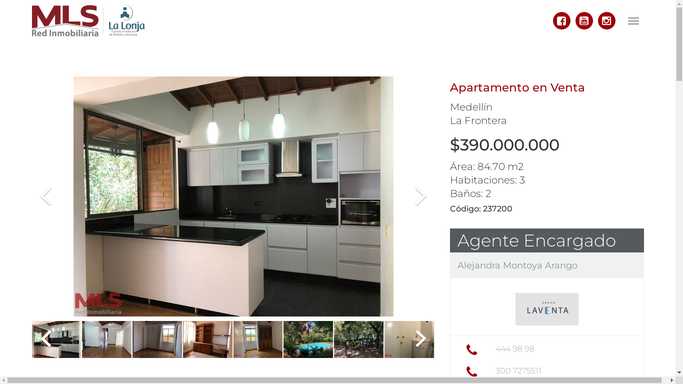 MLS
Red Inmobiliaria
La Lonja
Apartamento en Venta
Medellín
La Frontera
$390.000.000
Área: 84.70 m2
Habitaciones: 3
Baños: 2
Código: 237200
Agente Encargado
Alejandra Montoya Arango
LAVENTA
444 98 98
300 7275511
MLS
Red Inmobiliaria